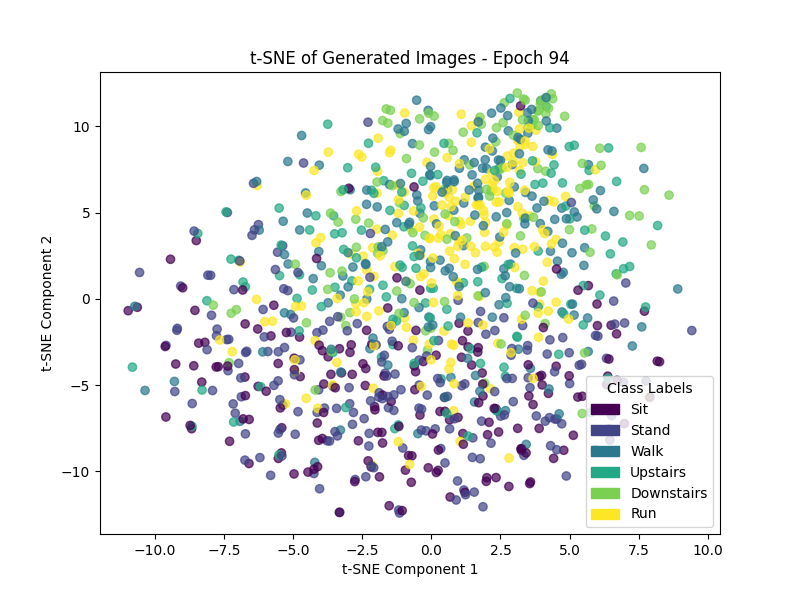 t-SNE of Generated Images - Epoch 94
t-SNE Component 2
10
5
0
−5
−10
Class Labels
Sit
Stand
Walk
Upstairs
Downstairs
Run
−10.0 −7.5 −5.0 −2.5 0.0 2.5 5.0 7.5 10.0
t-SNE Component 1